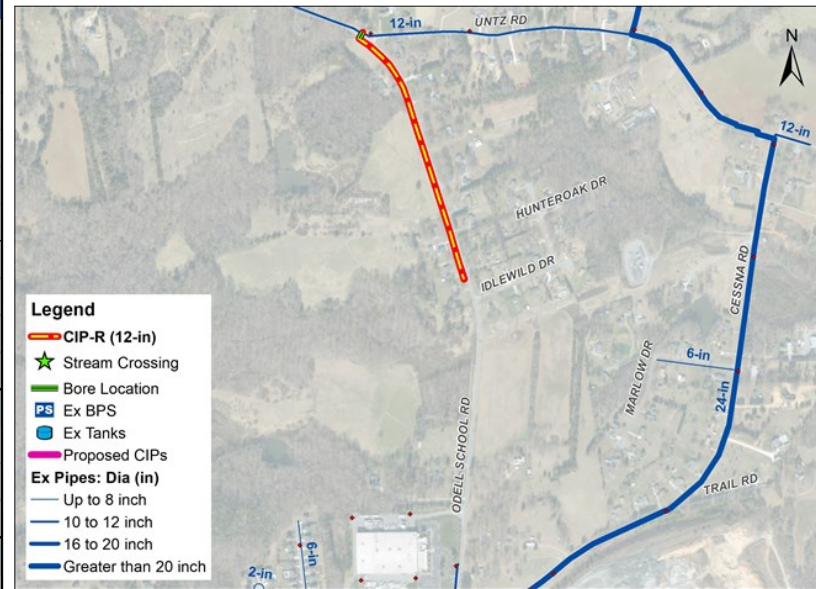 12-in
UNTZ RD
N
12-in
HUNTEROAK DR
IDLEWILD DR
CESSNA RD
6-in
MARLOW DR
24-in
ODELL SCHOOL RD
TRAIL RD
6-in
2-in
Legend
CIP-R (12-in)
Stream Crossing
Bore Location
PS Ex BPS
Ex Tanks
Proposed CIPs
Ex Pipes: Dia (in)
Up to 8 inch
10 to 12 inch
16 to 20 inch
Greater than 20 inch